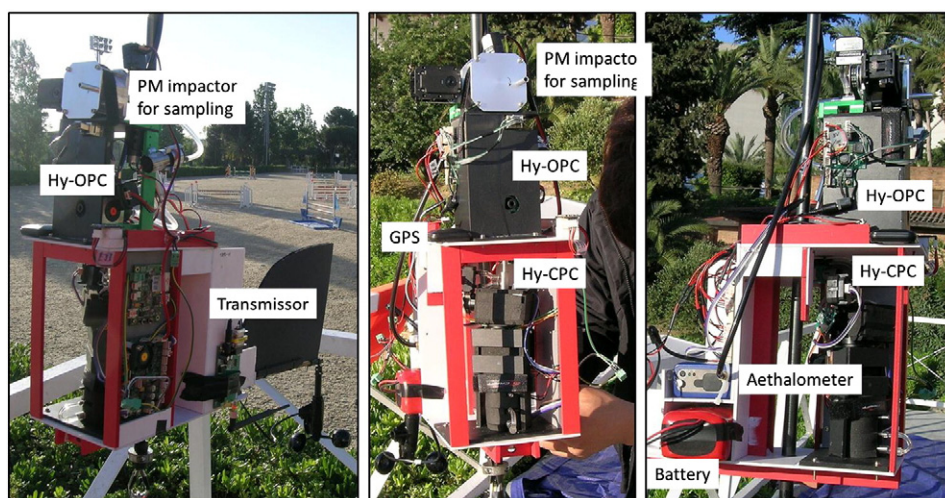 PM impactor
for sampling
Hy-OPC
Transmissor
PM impactor
for sampling
Hy-OPC
GPS
Hy-CPC
Hy-OPC
Hy-CPC
Aethalometer
Battery